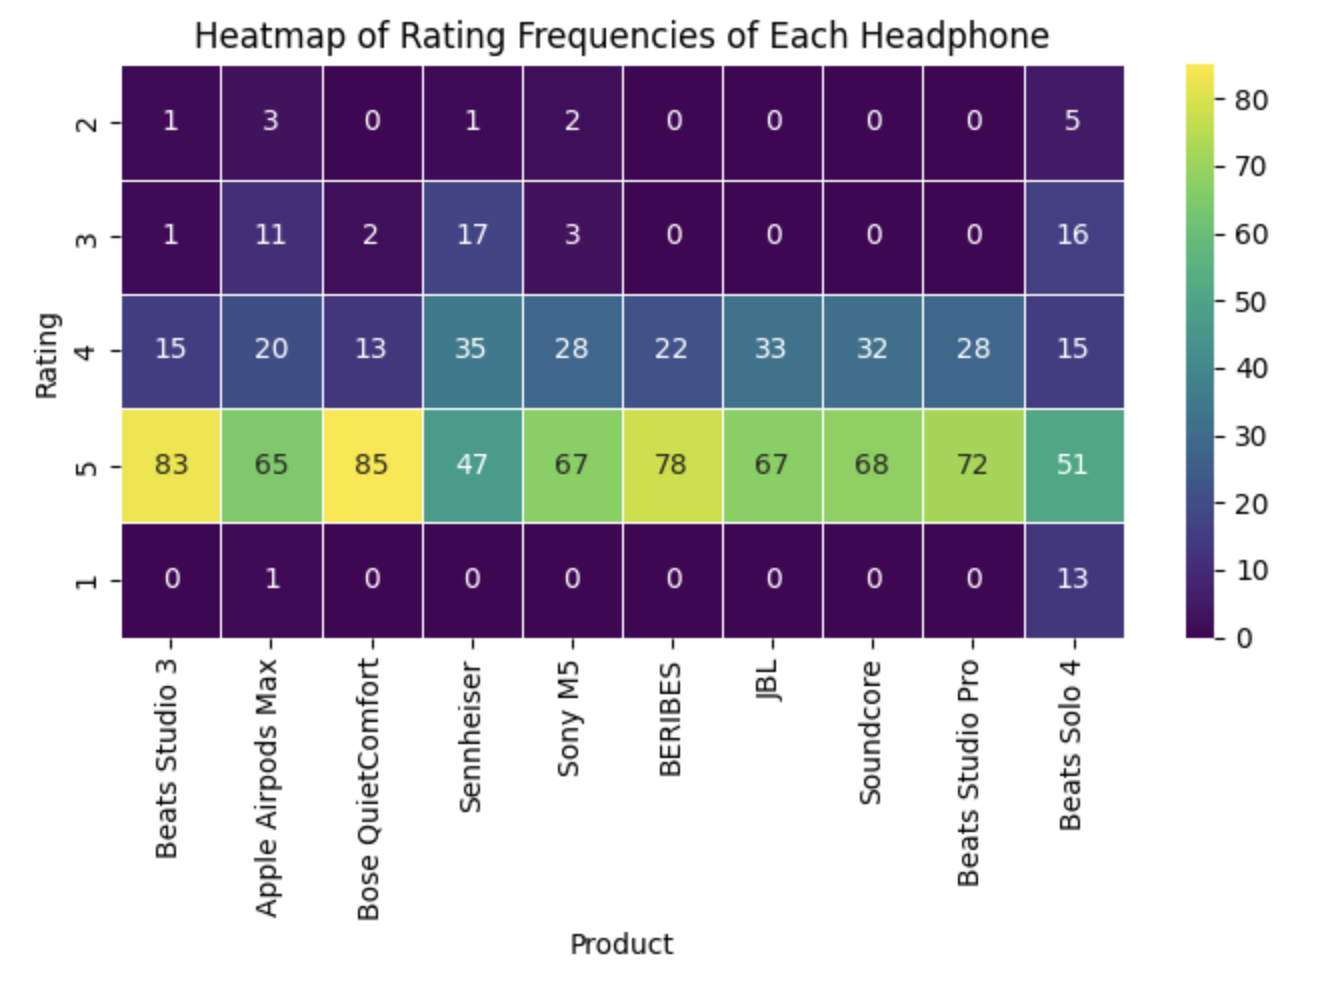 Heatmap of Rating Frequencies of Each Headphone
2 1 3 0 1 2 0 0 0 0 5
3 1 11 2 17 3 0 0 0 0 16
4 15 20 13 35 28 22 33 32 28 15
5 83 65 85 47 67 78 67 68 72 51
1 0 1 0 0 0 0 0 0 0 13
Rating
Beats Studio 3
Apple Airpods Max
Bose QuietComfort
Sennheiser
Sony M5
BERIBES
JBL
Soundcore
Beats Studio Pro
Beats Solo 4
Product
80
70
60
50
40
30
20
10
0